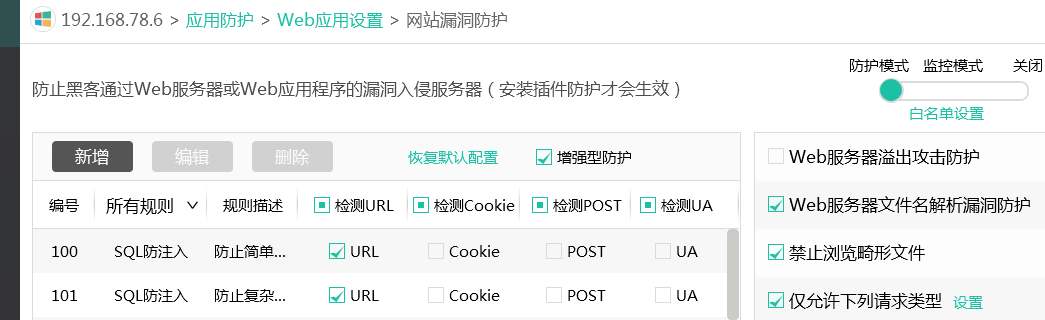 192.168.78.6 > 应用防护 > Web应用设置 > 网站漏洞防护
防止黑客通过Web服务器或Web应用程序的漏洞入侵服务器（安装插件防护才会生效）
防护模式 监控模式 关闭
白名单设置
新增 编辑 删除 恢复默认配置 增强型防护
编号 所有规则 规则描述 检测URL 检测Cookie 检测POST 检测UA
100 SQL防注入 防止简单... URL Cookie POST UA
101 SQL防注入 防止复杂... URL Cookie POST UA
Web服务器溢出攻击防护
Web服务器文件名解析漏洞防护
禁止浏览畸形文件
仅允许下列请求类型 设置